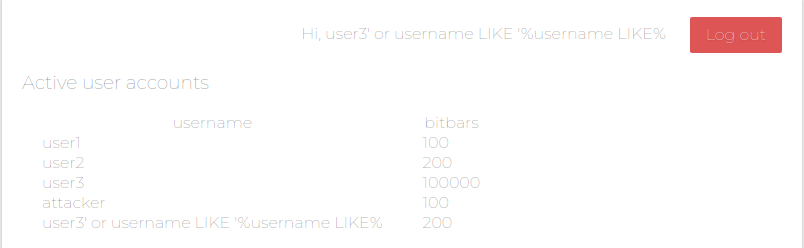 Hi, user3' or username LIKE '%username LIKE% Log out
Active user accounts
username bitbars
user1 100
user2 200
user3 100000
attacker 100
user3' or username LIKE '%username LIKE% 200